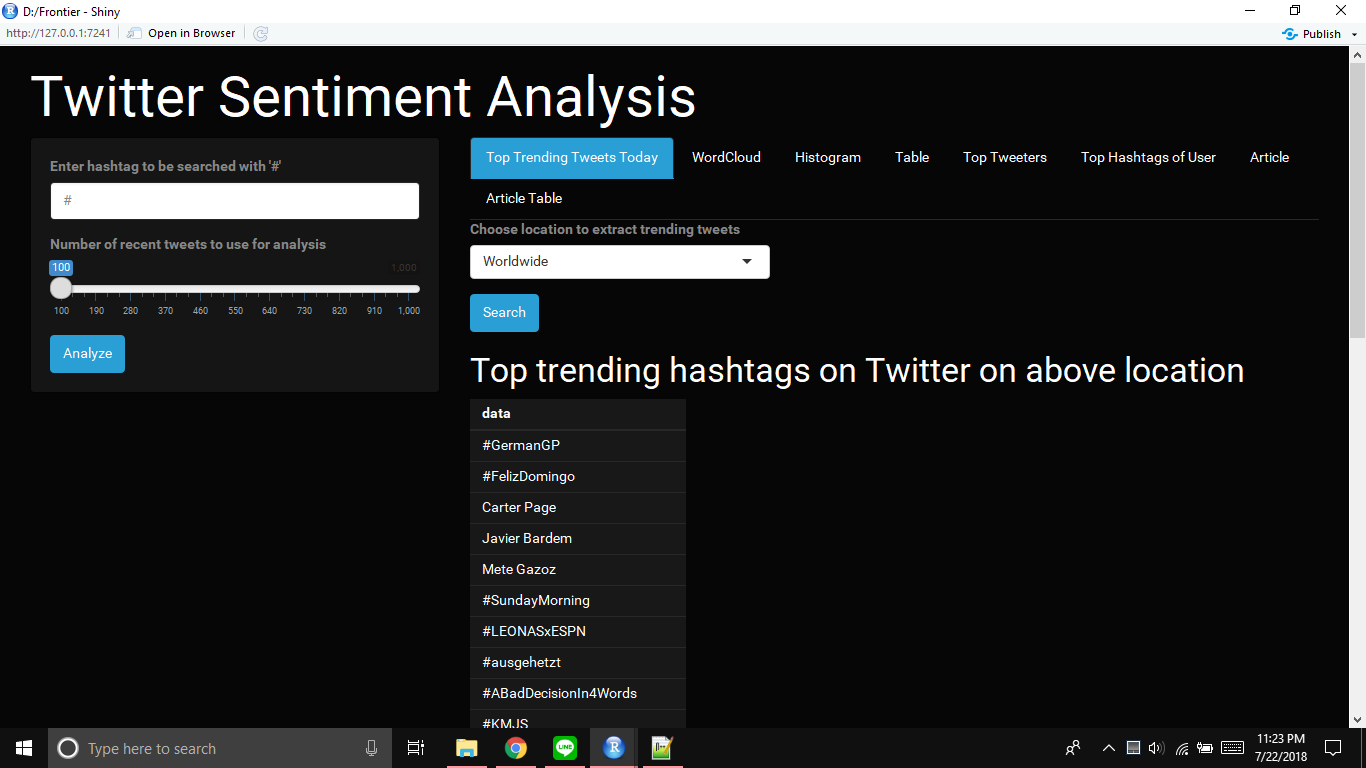 D:/Frontier - Shiny
http://127.0.0.1:7241
Open in Browser
Publish
Twitter Sentiment Analysis
Enter hashtag to be searched with '#'
#
Number of recent tweets to use for analysis
100 1,000
100 190 280 370 460 550 640 730 820 910 1,000
Analyze
Top Trending Tweets Today WordCloud Histogram Table Top Tweeters Top Hashtags of User Article
Article Table
Choose location to extract trending tweets
Worldwide
Search
Top trending hashtags on Twitter on above location
data
#GermanGP
#FelizDomingo
Carter Page
Javier Bardem
Mete Gazoz
#SundayMorning
#LEONASxESPN
#ausgehetzt
#ABadDecisionIn4Words
#KMJS
Type here to search
LINE
R
11:23 PM
7/22/2018